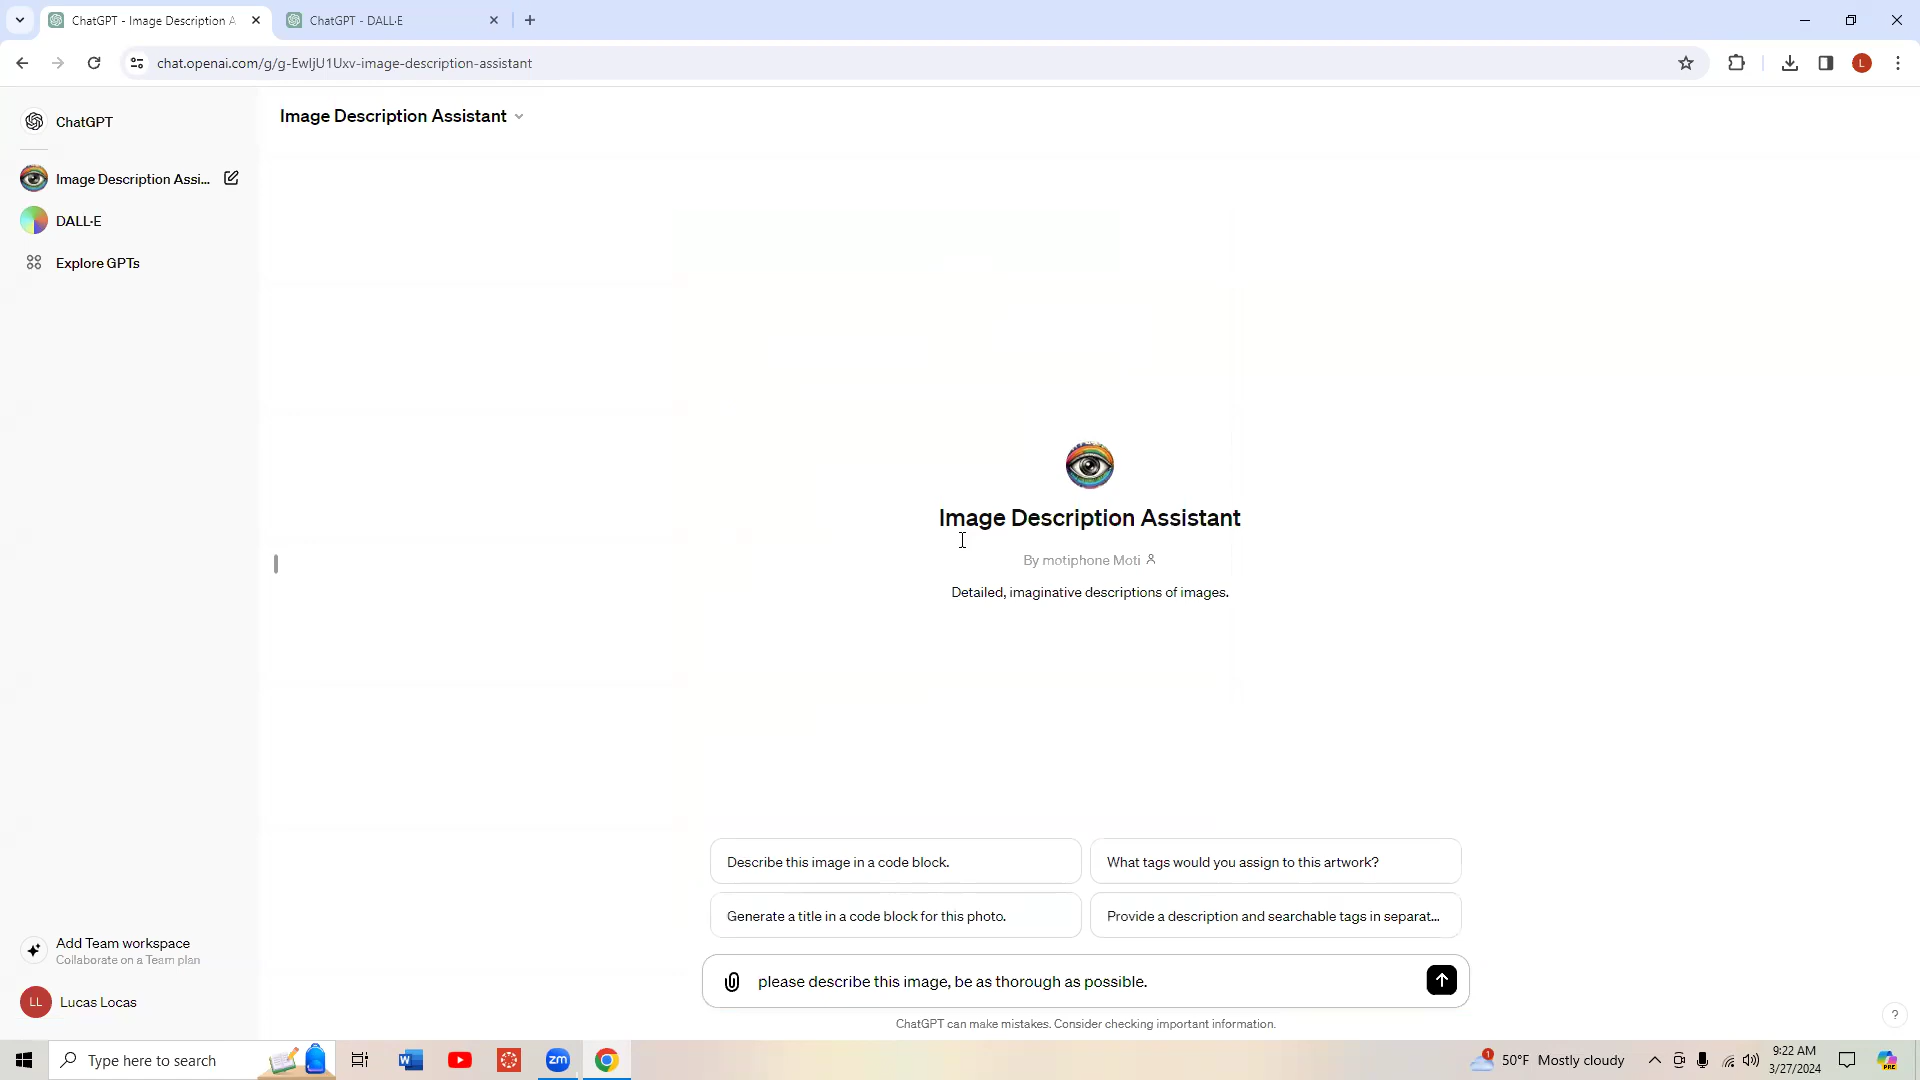 ChatGPT - Image Description A
ChatGPT - DALL·E
chat.openai.com/g/g-EwIjU1Uxv-image-description-assistant
L
ChatGPT
Image Description Assi...
DALL·E
Explore GPTs
Image Description Assistant
Image Description Assistant
By motiphone Moti
Detailed, imaginative descriptions of images.
Describe this image in a code block.
What tags would you assign to this artwork?
Generate a title in a code block for this photo.
Provide a description and searchable tags in separat...
please describe this image, be as thorough as possible.
ChatGPT can make mistakes. Consider checking important information.
?
Add Team workspace
Collaborate on a Team plan
LL
Lucas Locas
Type here to search
W
zm
1
50°F Mostly cloudy
9:22 AM
3/27/2024
PRE